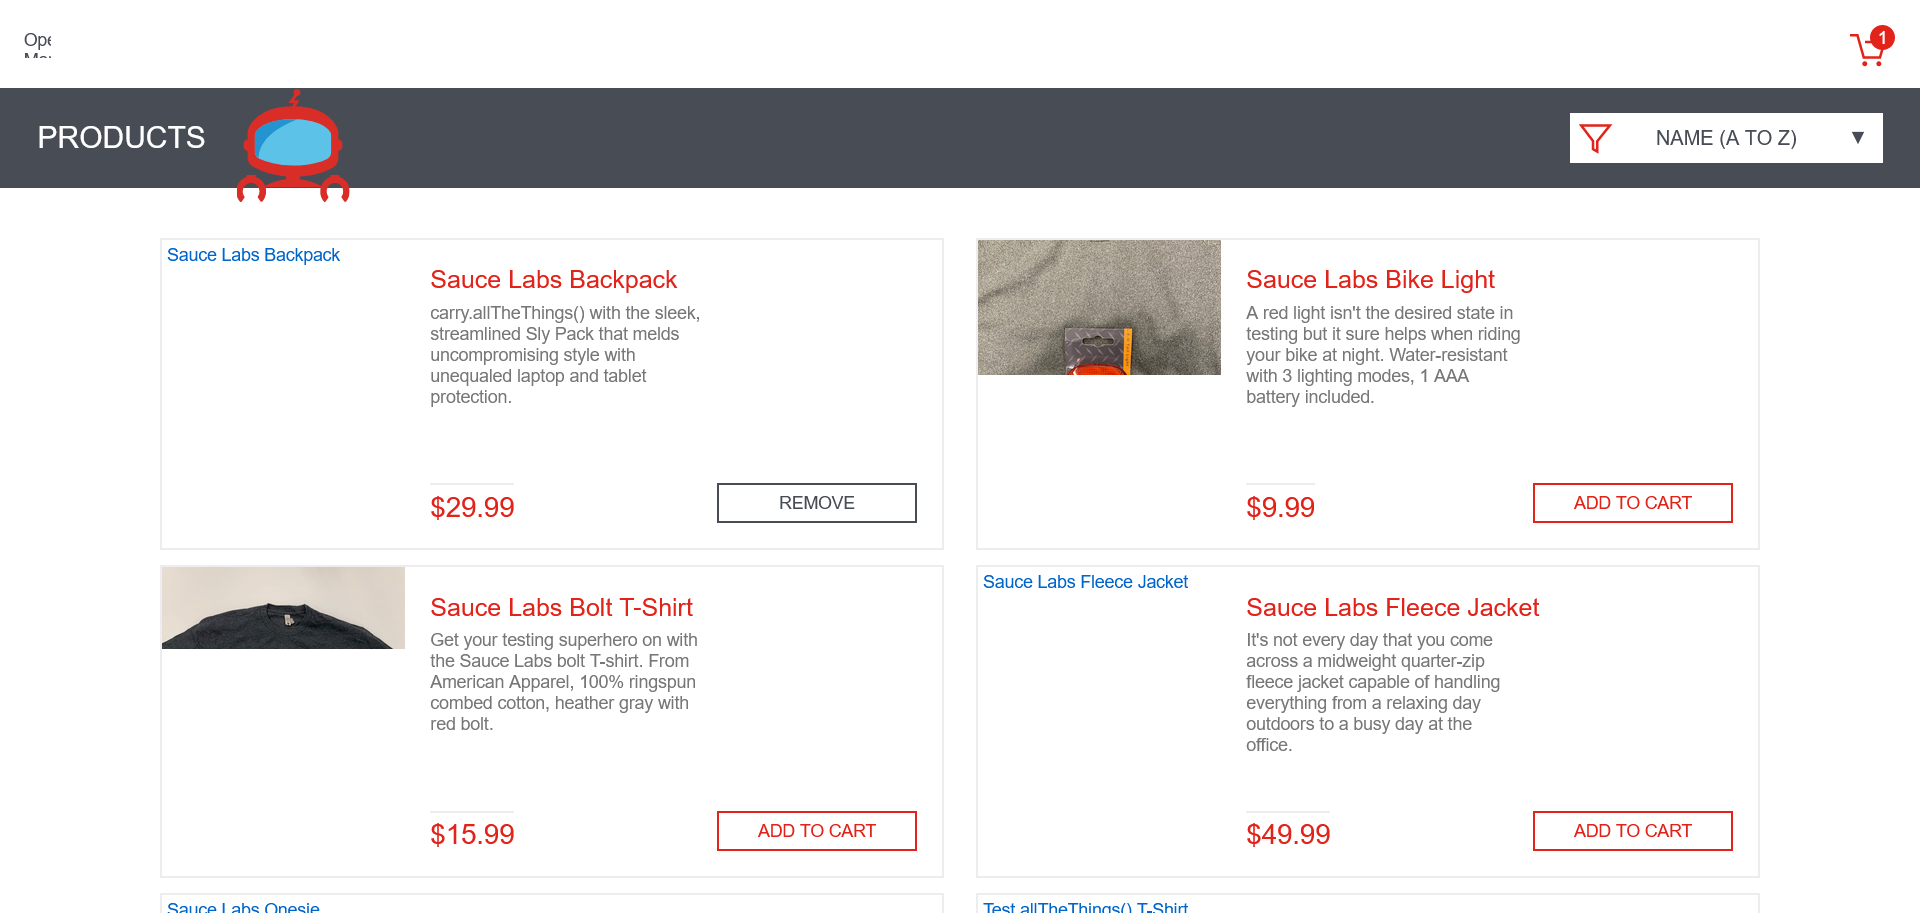 Ope
1
PRODUCTS
NAME (A TO Z)
Sauce Labs Backpack
Sauce Labs Backpack
carry.allTheThings() with the sleek,
streamlined Sly Pack that melds
uncompromising style with
unequaled laptop and tablet
protection.
$29.99
REMOVE
Sauce Labs Bike Light
A red light isn't the desired state in
testing but it sure helps when riding
your bike at night. Water-resistant
with 3 lighting modes, 1 AAA
battery included.
$9.99
ADD TO CART
Sauce Labs Bolt T-Shirt
Get your testing superhero on with
the Sauce Labs bolt T-shirt. From
American Apparel, 100% ringspun
combed cotton, heather gray with
red bolt.
$15.99
ADD TO CART
Sauce Labs Fleece Jacket
Sauce Labs Fleece Jacket
It's not every day that you come
across a midweight quarter-zip
fleece jacket capable of handling
everything from a relaxing day
outdoors to a busy day at the
office.
$49.99
ADD TO CART
Sauce Labs Onesie
Test.allTheThings() T-Shirt